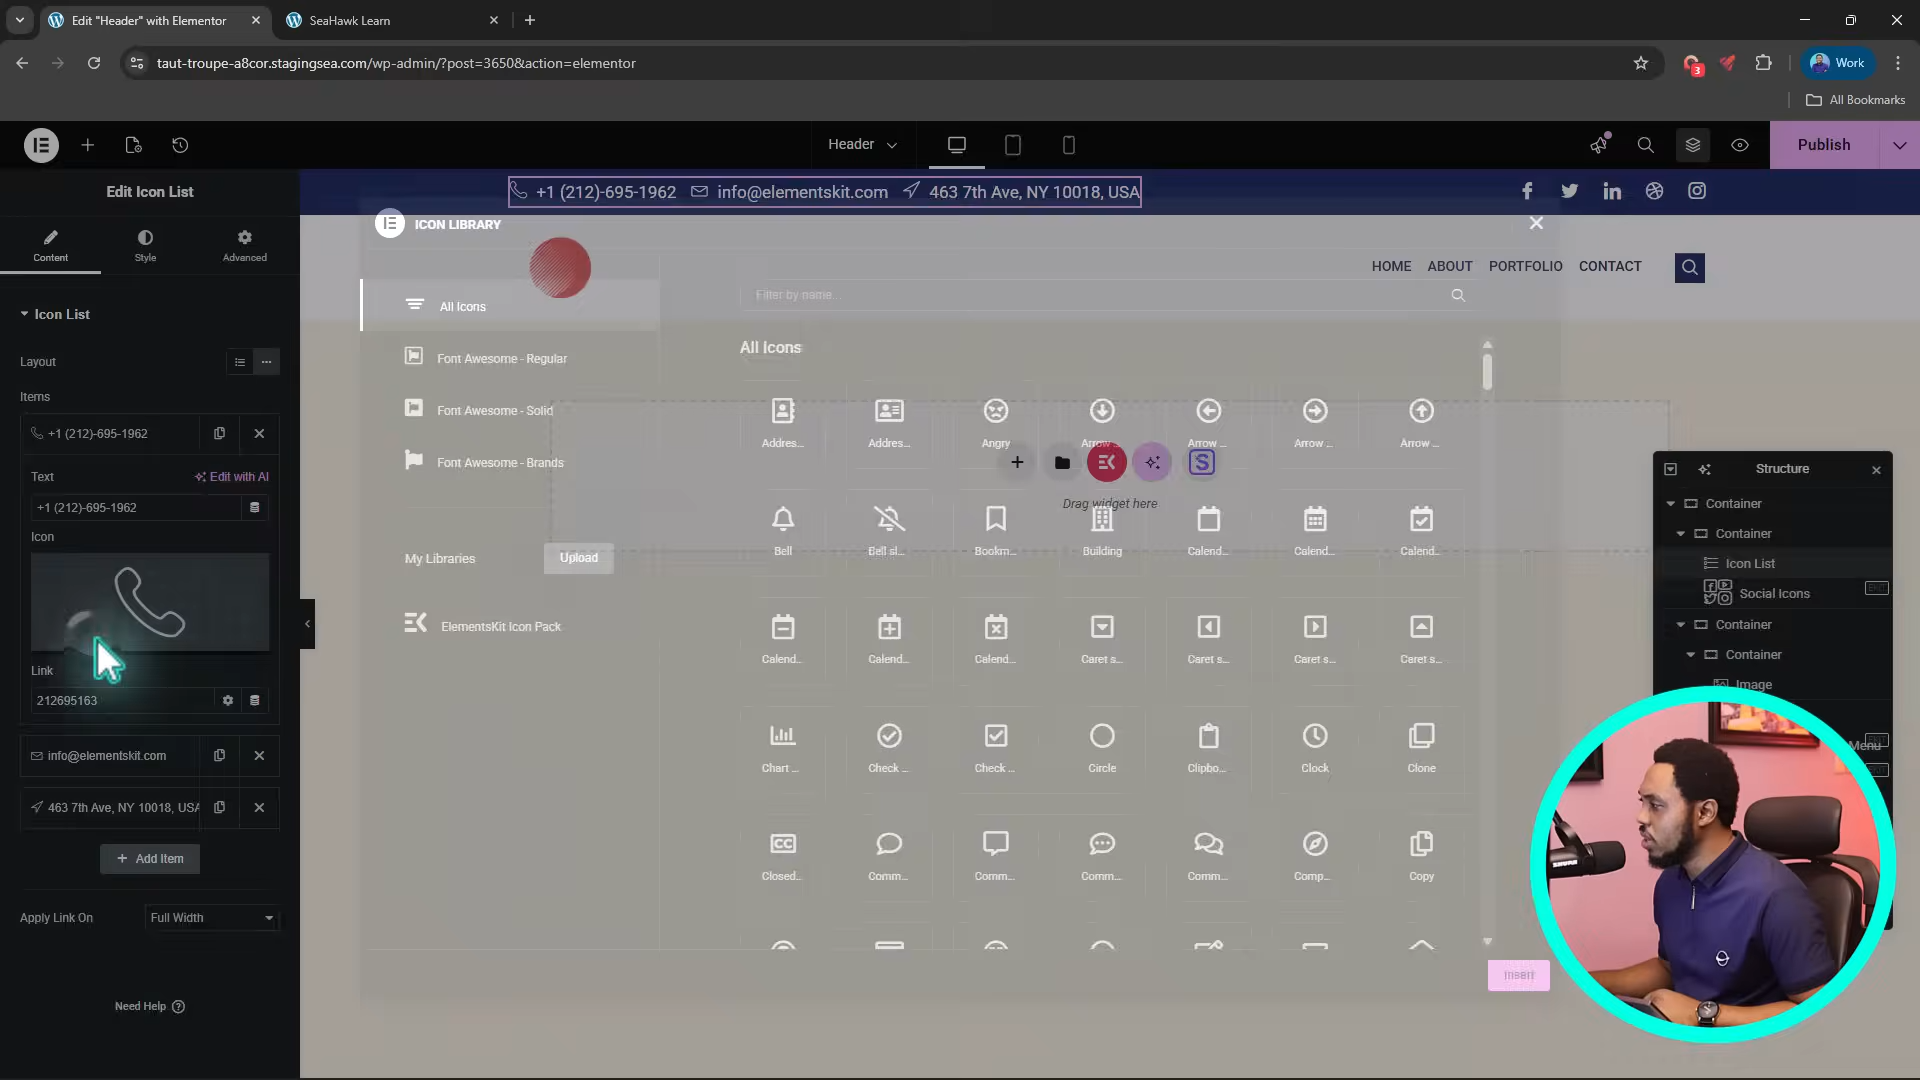 Edit "Header" with Elementor
SeaHawk Learn
taut-troupe-a8cor.stagingsea.com/wp-admin/?post=3650&action=elementor
3
Work
All Bookmarks
Header
Publish
Edit Icon List
Content
Style
Advanced
+1 (212)-695-1962
info@elementskit.com
463 7th Ave, NY 10018, USA
ICON LIBRARY
HOME
ABOUT
PORTFOLIO
CONTACT
Icon List
Layout
Items
+1 (212)-695-1962
Text
Edit with AI
+1 (212)-695-1962
Icon
Link
212695163
info@elementskit.com
463 7th Ave, NY 10018, USA
Add Item
Apply Link On
Full Width
Need Help
All Icons
Font Awesome - Regular
Font Awesome - Solid
Font Awesome - Brands
My Libraries
Upload
ElementsKit Icon Pack
Filter by name...
All Icons
Addres...
Addres...
Angry
Arrow ...
Arrow ...
Arrow ...
Arrow ...
Drag widget here
Bell
Bell sl...
Bookm...
Building
Calend...
Calend...
Calend...
Calend...
Calend...
Calend...
Caret s...
Caret s...
Caret s...
Caret s...
Chart ...
Check ...
Check ...
Circle
Clipbo...
Clock
Clone
CC
Closed...
Comm...
Comm...
Comm...
Comm...
Comp...
Copy
Insert
Structure
Container
Container
Icon List
Social Icons
Container
Container
Image
Menu